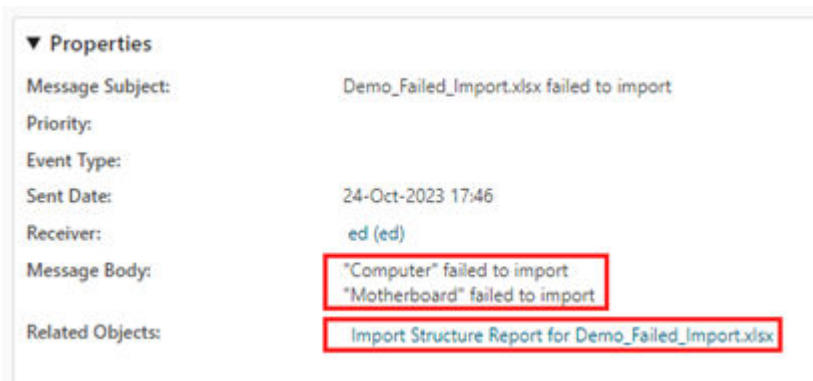 ▼ Properties
Message Subject: Demo_Failed_Import.xlsx failed to import
Priority:
Event Type:
Sent Date: 24-Oct-2023 17:46
Receiver: ed (ed)
Message Body: "Computer" failed to import
"Motherboard" failed to import
Related Objects: Import Structure Report for Demo_Failed_Import.xlsx